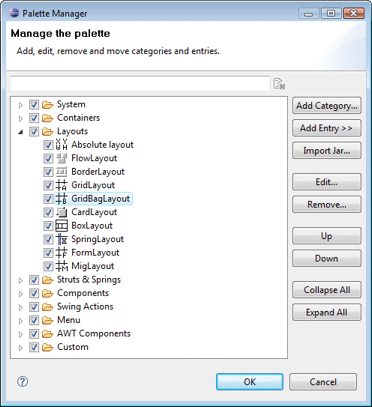 Palette Manager
Manage the palette
Add, edit, remove and move categories and entries.
System
Containers
Layouts
Absolute layout
FlowLayout
BorderLayout
GridLayout
GridBagLayout
CardLayout
BoxLayout
SpringLayout
FormLayout
MigLayout
Struts & Springs
Components
Swing Actions
Menu
AWT Components
Custom
Add Category...
Add Entry >>
Import Jar...
Edit...
Remove...
Up
Down
Collapse All
Expand All
OK
Cancel